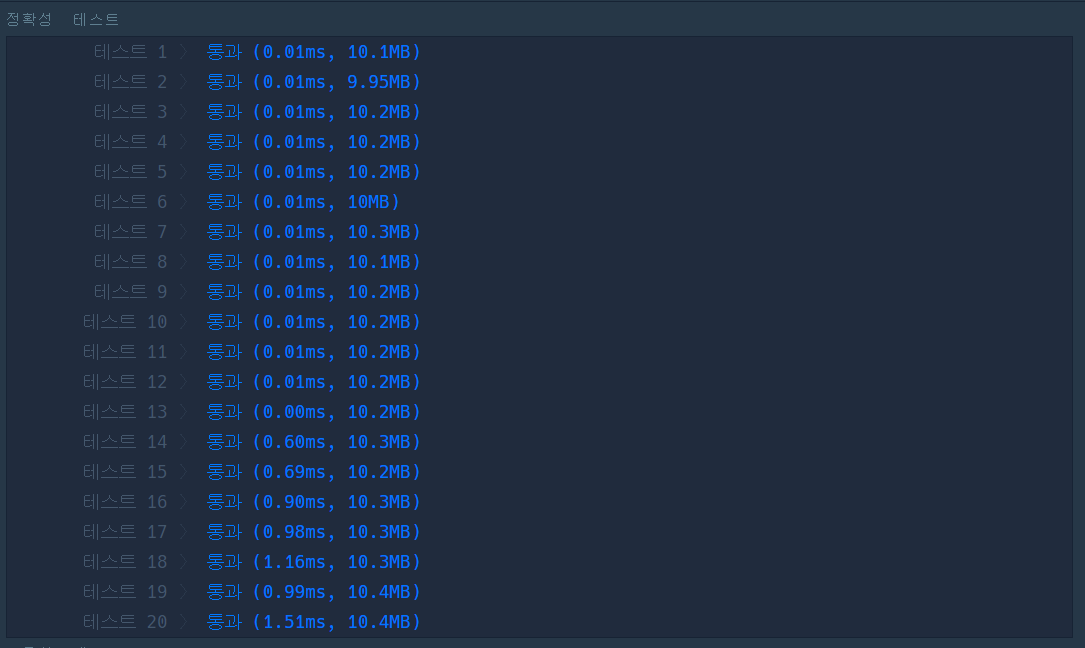 정확성 테스트
테스트 1 〉 통과 (0.01ms, 10.1MB)
테스트 2 〉 통과 (0.01ms, 9.95MB)
테스트 3 〉 통과 (0.01ms, 10.2MB)
테스트 4 〉 통과 (0.01ms, 10.2MB)
테스트 5 〉 통과 (0.01ms, 10.2MB)
테스트 6 〉 통과 (0.01ms, 10MB)
테스트 7 〉 통과 (0.01ms, 10.3MB)
테스트 8 〉 통과 (0.01ms, 10.1MB)
테스트 9 〉 통과 (0.01ms, 10.2MB)
테스트 10 〉 통과 (0.01ms, 10.2MB)
테스트 11 〉 통과 (0.01ms, 10.2MB)
테스트 12 〉 통과 (0.01ms, 10.2MB)
테스트 13 〉 통과 (0.00ms, 10.2MB)
테스트 14 〉 통과 (0.60ms, 10.3MB)
테스트 15 〉 통과 (0.69ms, 10.2MB)
테스트 16 〉 통과 (0.90ms, 10.3MB)
테스트 17 〉 통과 (0.98ms, 10.3MB)
테스트 18 〉 통과 (1.16ms, 10.3MB)
테스트 19 〉 통과 (0.99ms, 10.4MB)
테스트 20 〉 통과 (1.51ms, 10.4MB)